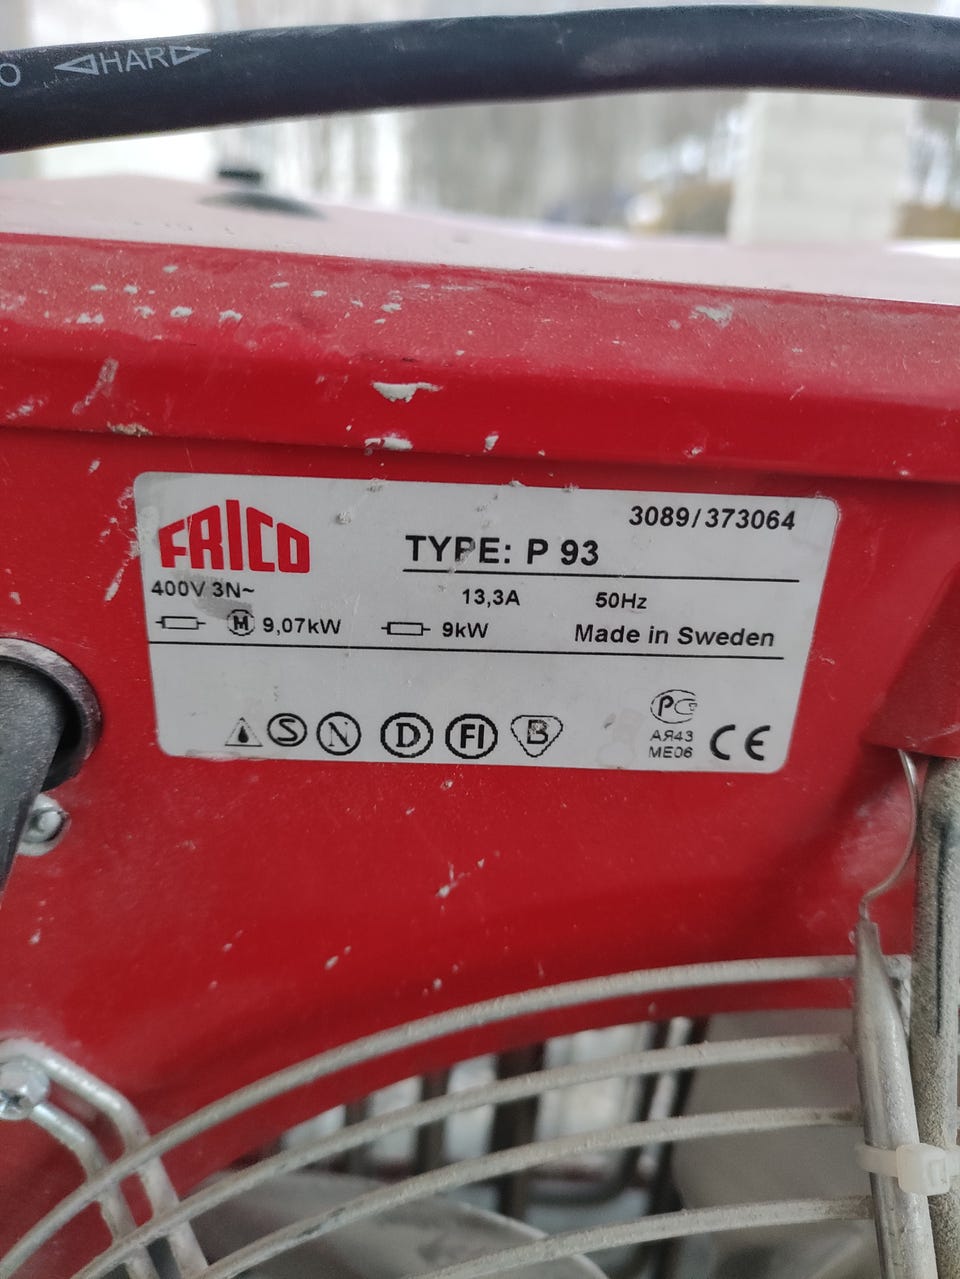 HARD
FRICO
3089/373064
TYPE: P 93
400V 3N~
13,3A
50Hz
M 9,07kW
9kW
Made in Sweden
S N D FI B
PC
АЯ43
ME06
CE